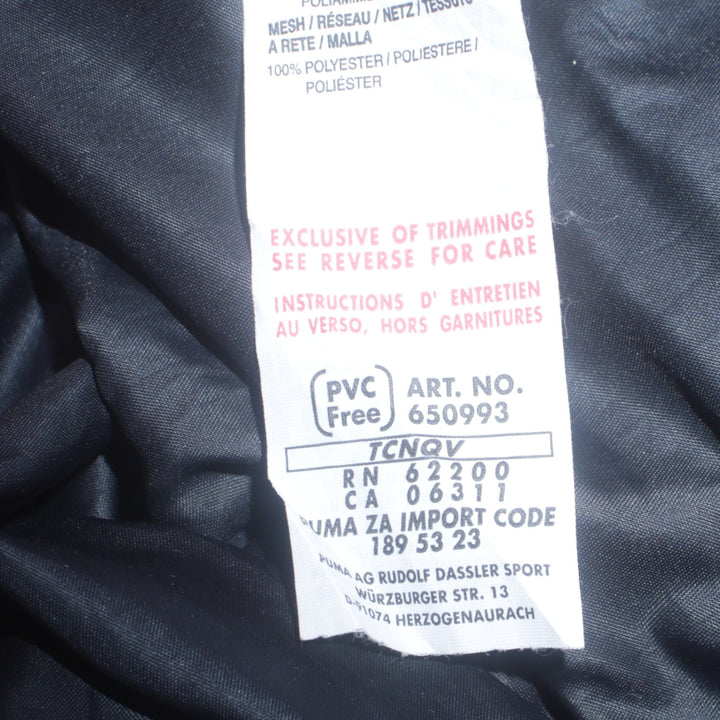 MESH / RÉSEAU / NETZ / TESSUTO
A RETE / MALLA
100% POLYESTER / POLIESTERE /
POLIÉSTER
EXCLUSIVE OF TRIMMINGS
SEE REVERSE FOR CARE
INSTRUCTIONS D' ENTRETIEN
AU VERSO, HORS GARNITURES
PVC Free
ART. NO.
650993
TCNQV
RN 62200
CA 06311
PUMA ZA IMPORT CODE
189 53 23
PUMA AG RUDOLF DASSLER SPORT
WÜRZBURGER STR. 13
D-91074 HERZOGENAURACH